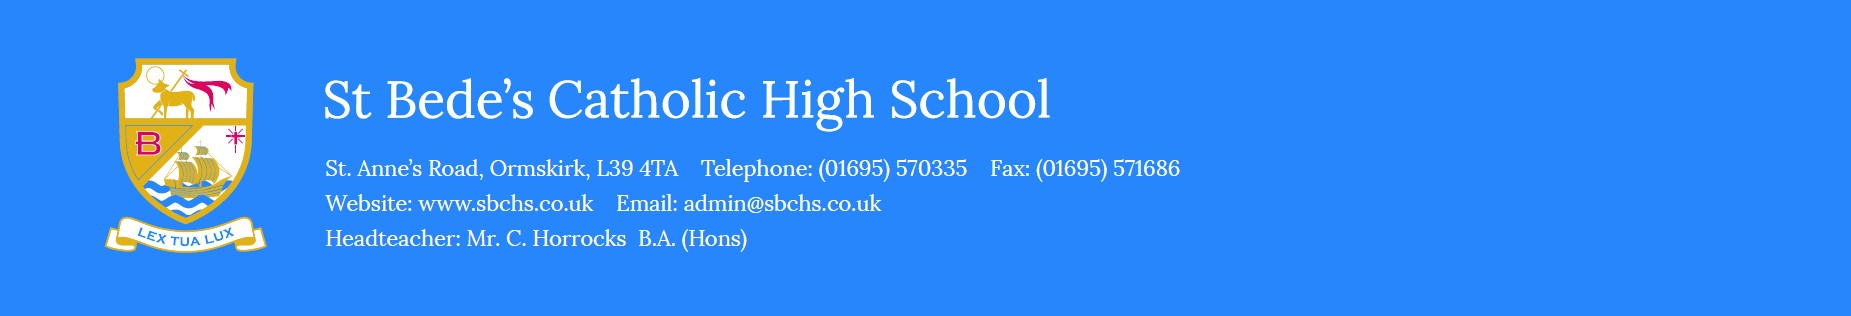 St Bede's Catholic High School
St. Anne's Road, Ormskirk, L39 4TA Telephone: (01695) 570335 Fax: (01695) 571686
Website: www.sbchs.co.uk Email: admin@sbchs.co.uk
Headteacher: Mr. C. Horrocks B.A. (Hons)
B
LEX TUA LUX